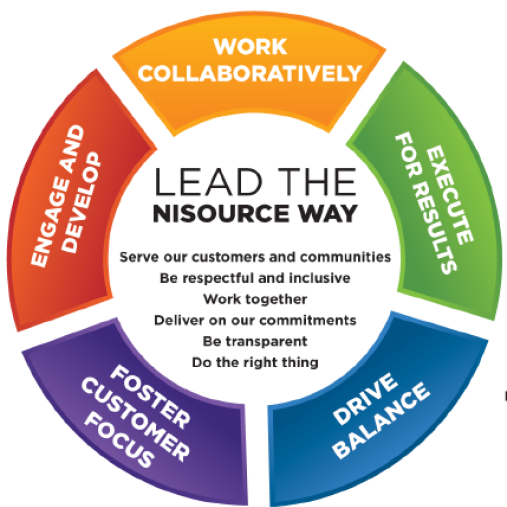 WORK
COLLABORATIVELY
EXECUTE
FOR RESULTS
DRIVE
BALANCE
FOSTER
CUSTOMER
FOCUS
ENGAGE AND
DEVELOP
LEAD THE
NISOURCE WAY
Serve our customers and communities
Be respectful and inclusive
Work together
Deliver on our commitments
Be transparent
Do the right thing